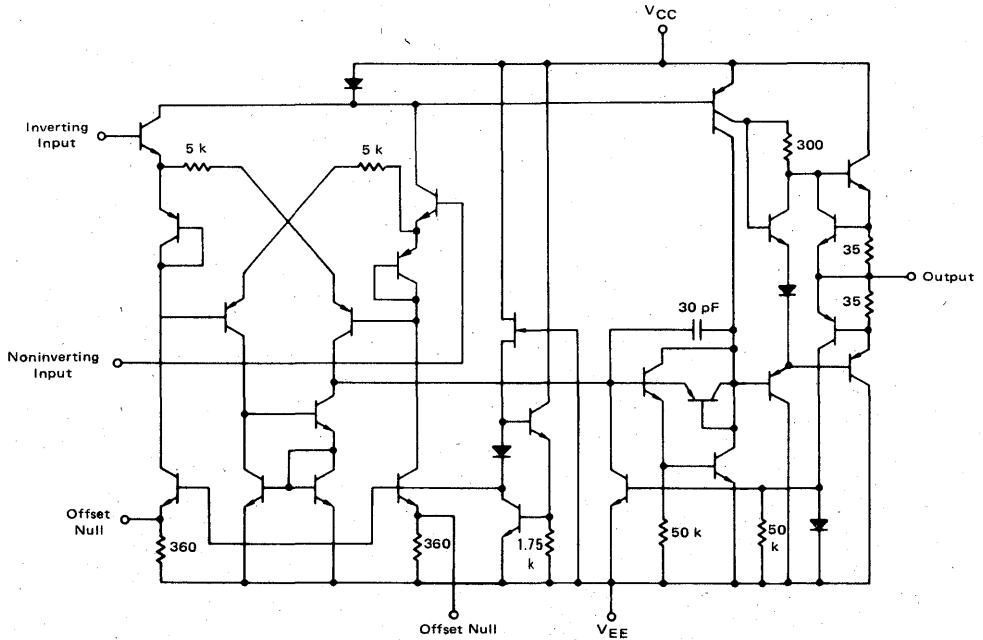 VCC
Inverting
Input
5 k
5 k
300
35
Output
35
30 pF
Noninverting
Input
Offset
Null
360
360
1.75
k
50 k
50
k
Offset Null
VEE